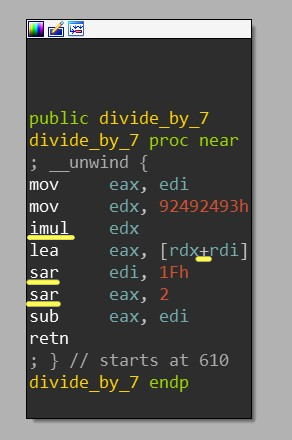 public divide_by_7
divide_by_7 proc near
; __unwind {
mov eax, edi
mov edx, 92492493h
imul edx
lea eax, [rdx+rdi]
sar edi, 1Fh
sar eax, 2
sub eax, edi
retn
; } // starts at 610
divide_by_7 endp